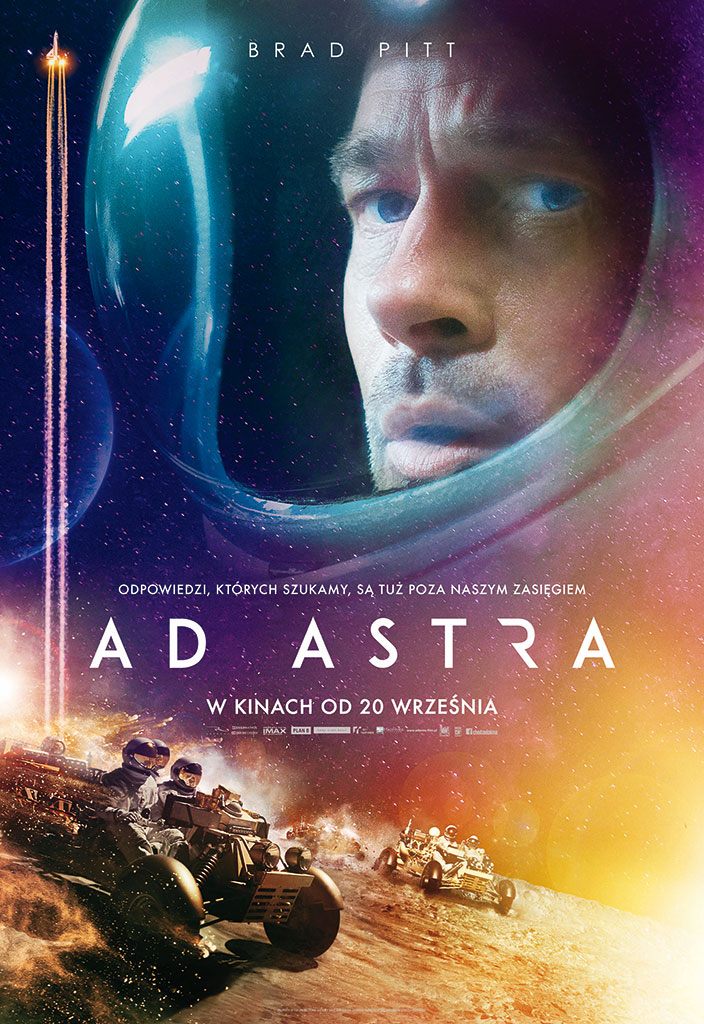 BRAD PITT
ODPOWIEDZI, KTÓRYCH SZUKAMY, SĄ TUŻ POZA NASZYM ZASIĘGIEM
AD ASTRA
W KINACH OD 20 WRZEŚNIA
IMAX PLAN B